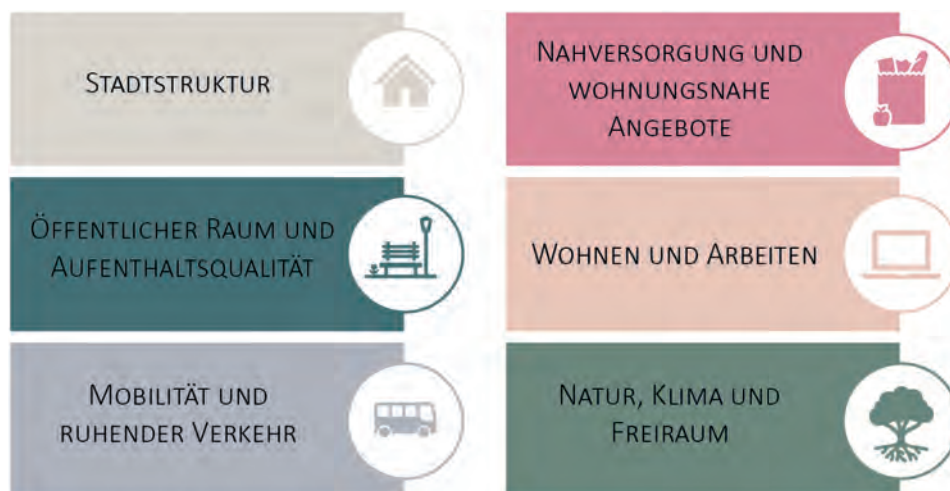 STADTSTRUKTUR
NAHVERSORGUNG UND
WOHNUNGSNAHE
ANGEBOTE
ÖFFENTLICHER RAUM UND
AUFENTHALTSQUALITÄT
WOHNEN UND ARBEITEN
MOBILITÄT UND
RUHENDER VERKEHR
NATUR, KLIMA UND
FREIRAUM